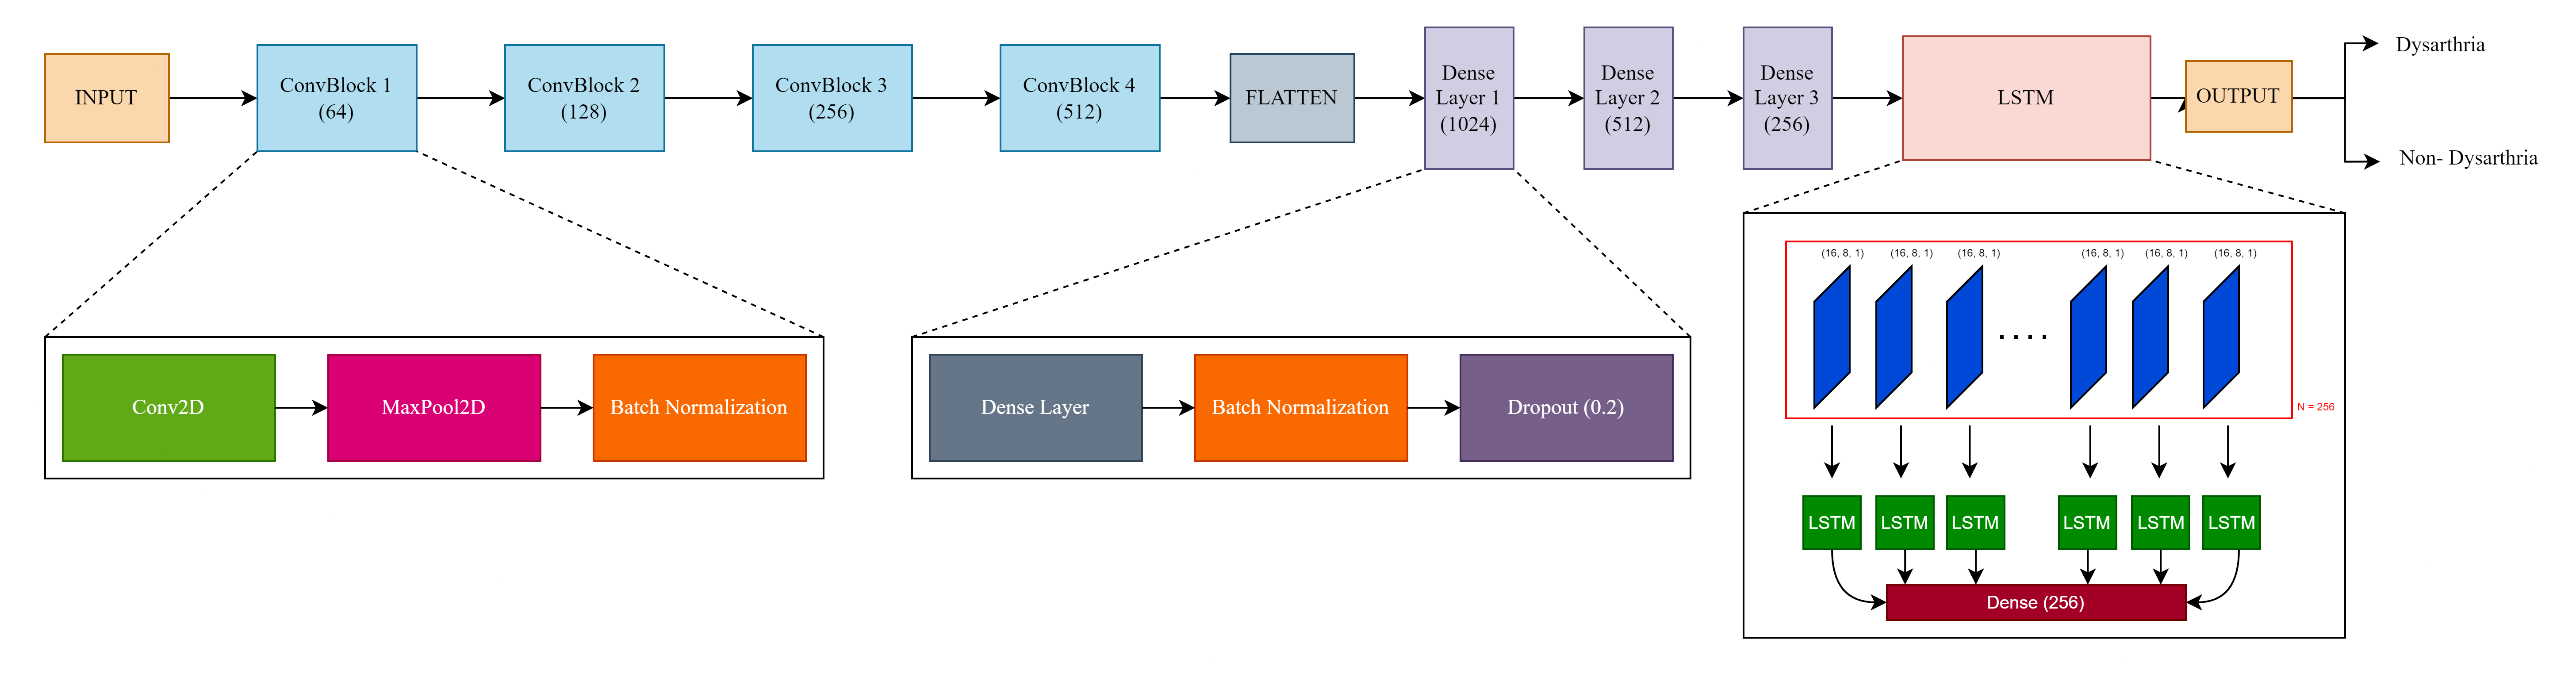 INPUT
ConvBlock 1
(64)
ConvBlock 2
(128)
ConvBlock 3
(256)
ConvBlock 4
(512)
FLATTEN
Dense
Layer 1
(1024)
Dense
Layer 2
(512)
Dense
Layer 3
(256)
LSTM
OUTPUT
Dysarthria
Non- Dysarthria
Conv2D
MaxPool2D
Batch Normalization
Dense Layer
Batch Normalization
Dropout (0.2)
(16, 8, 1)
(16, 8, 1)
(16, 8, 1)
(16, 8, 1)
(16, 8, 1)
(16, 8, 1)
. . . .
N = 256
LSTM
LSTM
LSTM
LSTM
LSTM
LSTM
Dense (256)